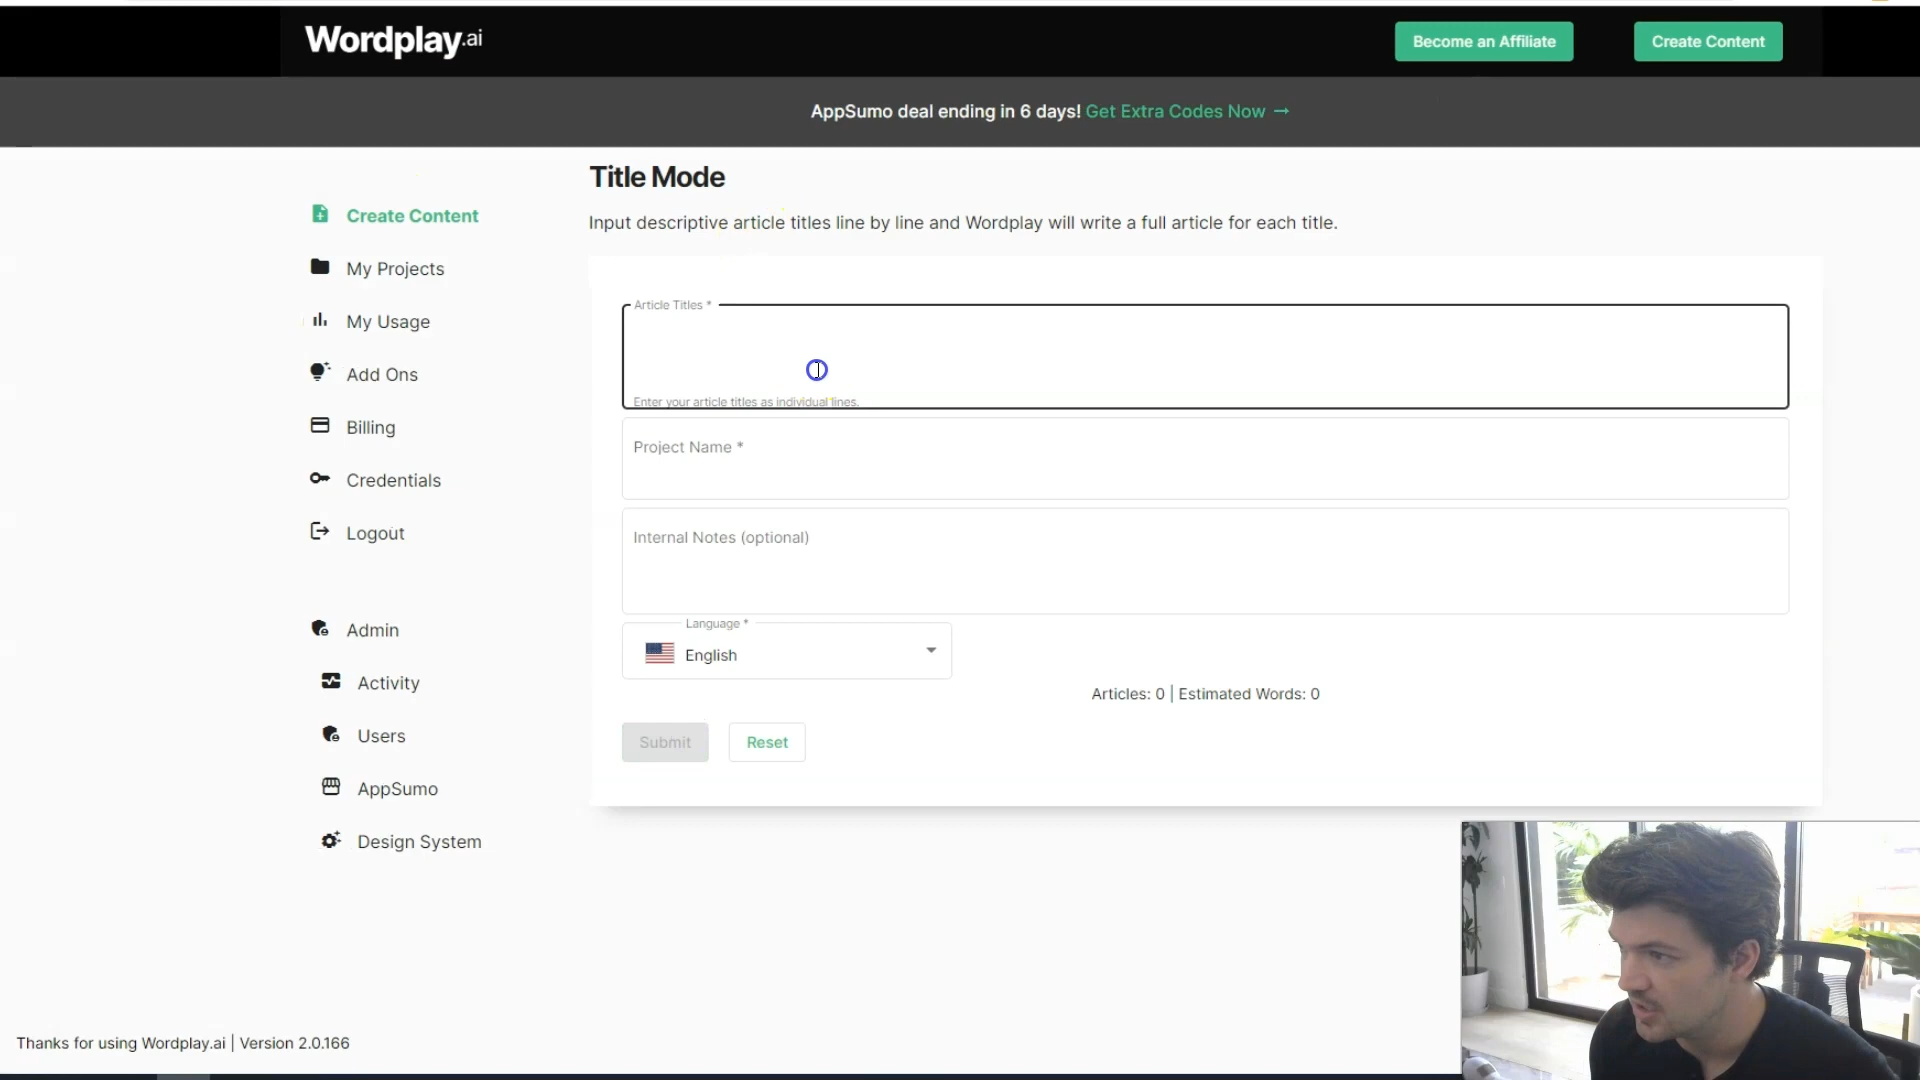 Wordplay.ai
Become an Affiliate
Create Content
AppSumo deal ending in 6 days! Get Extra Codes Now →
Title Mode
Input descriptive article titles line by line and Wordplay will write a full article for each title.
Create Content
My Projects
My Usage
Add Ons
Billing
Credentials
Logout
Admin
Activity
Users
AppSumo
Design System
Article Titles *
Enter your article titles as individual lines.
Project Name *
Internal Notes (optional)
Language *
English
Articles: 0 | Estimated Words: 0
Submit
Reset
Thanks for using Wordplay.ai | Version 2.0.166